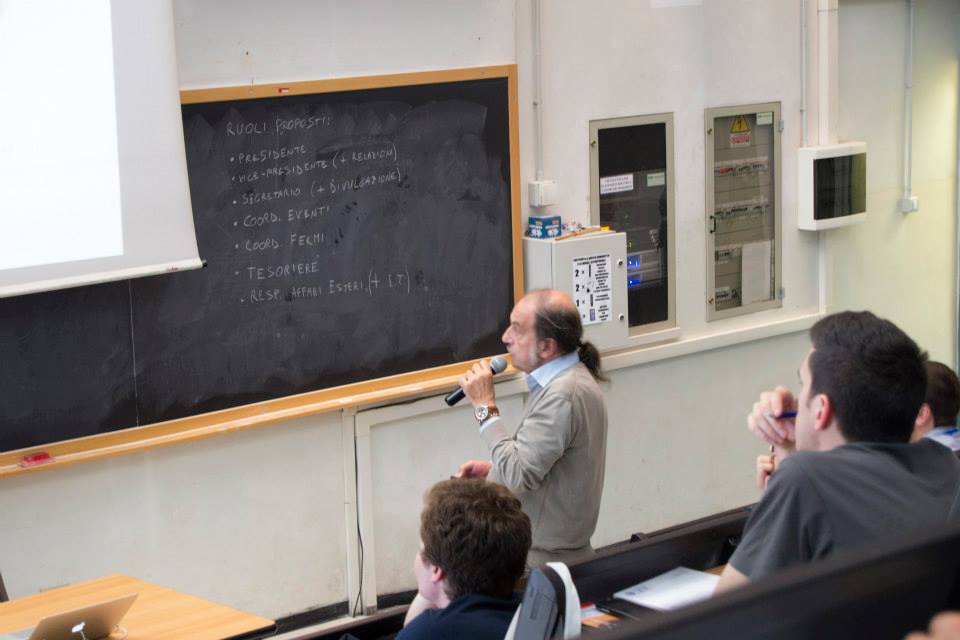 RUOLI PROPOSTI:
• PRESIDENTE
• VICE-PRESIDENTE (+ RELAZIONI)
• SEGRETARIO (+ DIVULGAZIONE)
• COORD. EVENTI
• COORD. FERMI
• TESORIERE
• RESP. AFFARI ESTERI (+ I.T.)
2 x
2 x
1 x